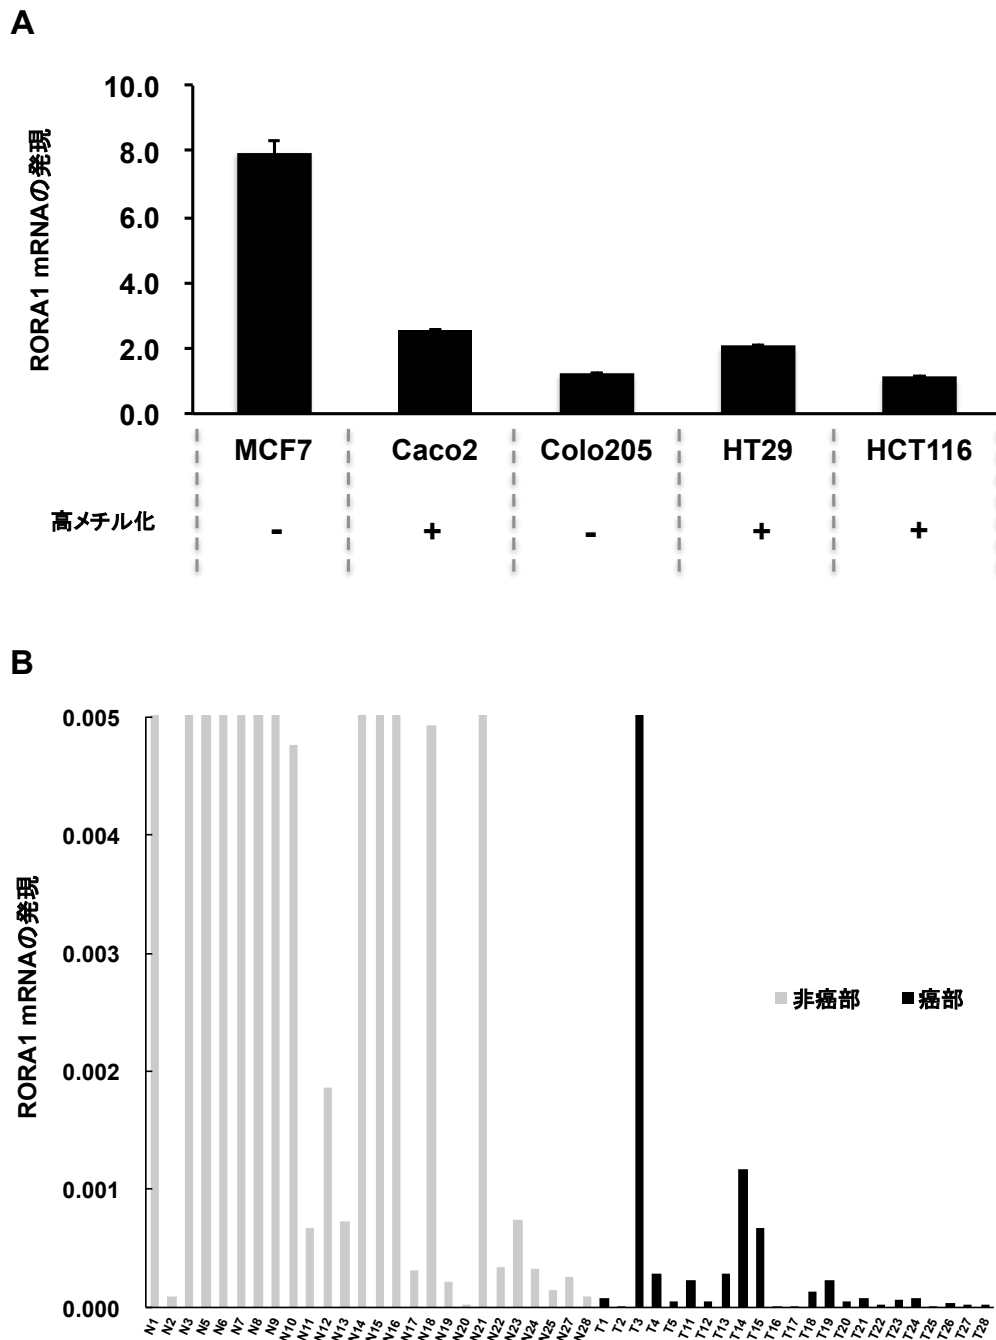 A
10.0
8.0
6.0
4.0
2.0
0.0
RORA1 mRNAの発現
MCF7 Caco2 Colo205 HT29 HCT116
高メチル化 - + - + +
B
0.005
0.004
0.003
0.002
0.001
0.000
RORA1 mRNAの発現
非癌部 癌部
N1 N2 N3 N5 N6 N7 N8 N9 N10 N11 N12 N13 N14 N15 N16 N17 N18 N19 N20 N21 N22 N23 N24 N25 N27 N28 T1 T2 T3 T4 T5 T11 T12 T13 T14 T15 T16 T17 T18 T19 T20 T21 T22 T23 T24 T25 T26 T27 T28